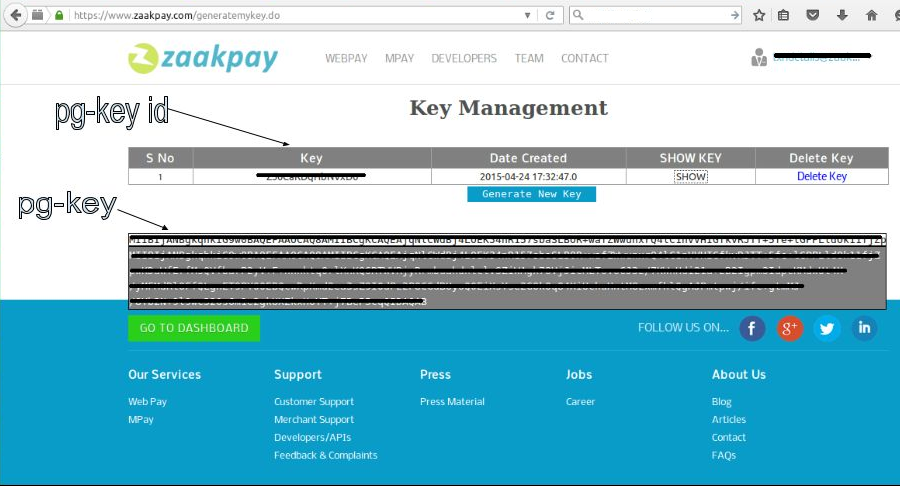 https://www.zaakpay.com/generatemykey.do
zaakpay
WEBPAY MPAY DEVELOPERS TEAM CONTACT
pg-key id
Key Management
S No Key Date Created SHOW KEY Delete Key
1 2015-04-24 17:32:47.0 SHOW Delete Key
Generate New Key
pg-key
GO TO DASHBOARD
FOLLOW US ON...
Our Services Support Press Jobs About Us
Web Pay Customer Support Press Material Career Blog
MPay Merchant Support Articles
Developers/APIs Contact
Feedback & Complaints FAQs